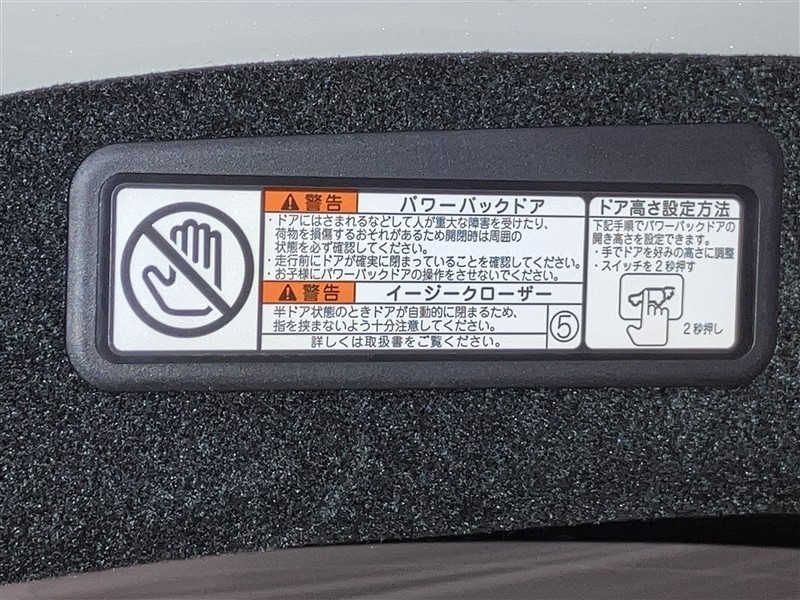 ⚠警告 パワーバックドア
・ドアにはさまれるなどして人が重大な障害を受けたり、
荷物を損傷するおそれがあるため開閉時は周囲の
状態を必ず確認してください。
・走行前にドアが確実に閉まっていることを確認してください。
・お子様にパワーバックドアの操作をさせないでください。
⚠警告 イージークローザー
半ドア状態のときドアが自動的に閉まるため、
指を挟まないよう十分注意してください。
⑤
詳しくは取扱書をご覧ください。
ドア高さ設定方法
下記手順でパワーバックドアの
開き高さを設定できます。
・手でドアを好みの高さに調整
・スイッチを2秒押す
2秒押し